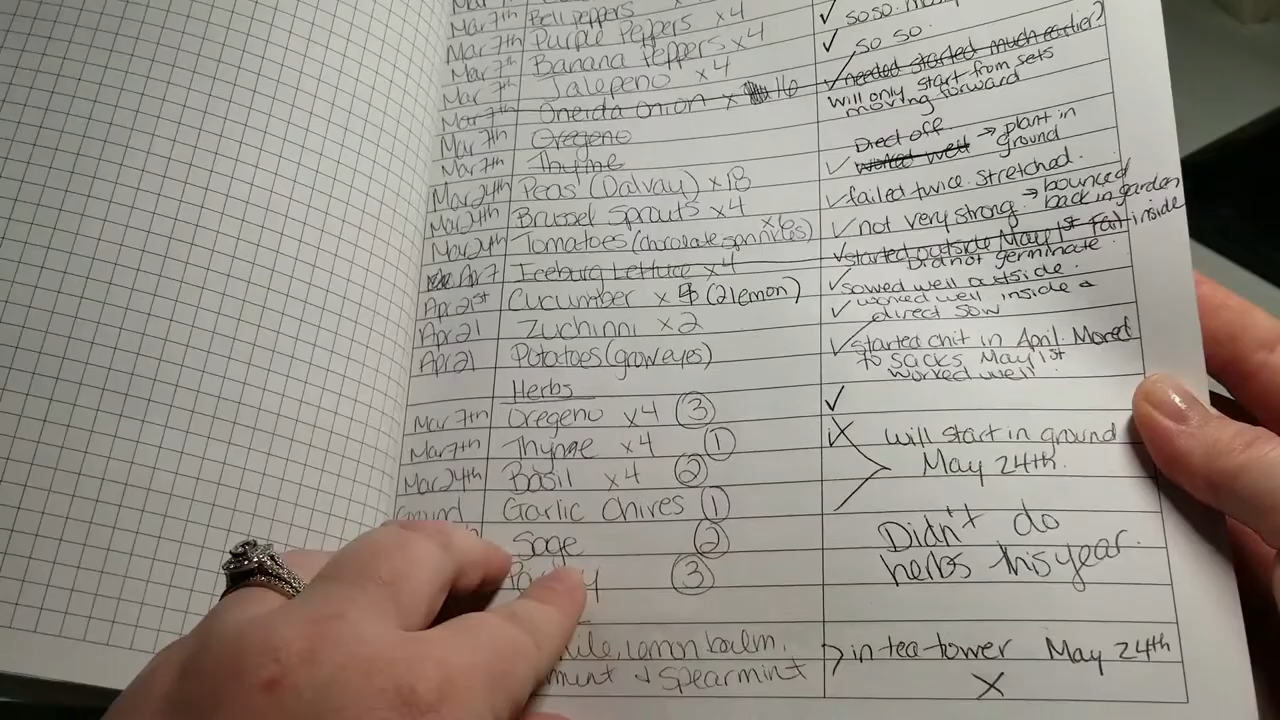 Mar 7th Bell peppers ✓ so so.
Mar 7th Purple Peppers x4 ✓ so so.
Mar 7th Banana Peppers x4
Mar 7th Jalapeno x4 ✓ needed started much earlier?
Mar 7th Oneida onion x 16 will only start from sets
moving forward
Mar 7th Oregeno
Mar 7th Thyme Died off
✓ worked well → plant in
ground
Mar 24th Peas (Dalvay) x18 ✓ failed twice. stretched.
Mar 24th Brussel Sprouts x4 ✓ not very strong → bounced
back in garden
Mar 24th Tomatoes (chocolate sprinkles) x6 ✓ started outside May 1st Fail inside
Apr 7 Iceburg Lettuce x4 Did not germinate.
Apr 21st Cucumber x (2 lemon) ✓ sowed well outside.
Apr 21 Zuchinni x2 ✓ worked well inside &
direct sow
Apr 21 Potatoes (grow eyes) ✓ started chit in April. Moved
to sacks May 1st
worked well
Herbs
Mar 7th Oregeno x4 3 ✓
Mar 7th Thyme x4 1 X will start in ground
Mar 24th Basil x4 2 May 24th.
Ground Garlic Chives 1
Sage 2 Didn't do
3 herbs this year.
lemon balm, > in tea tower May 24th
& Spearmint X